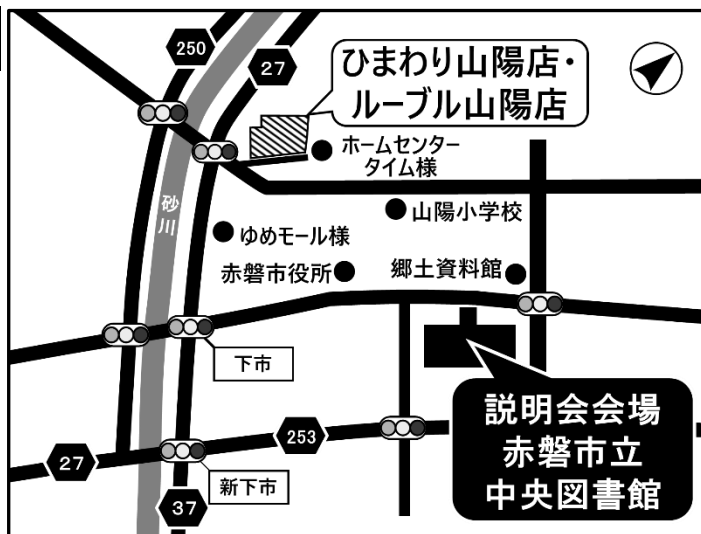 250
27
ひまわり山陽店・
ルーブル山陽店
ホームセンター
タイム様
砂川
山陽小学校
ゆめモール様
赤磐市役所
郷土資料館
下市
説明会会場
赤磐市立
中央図書館
253
27
新下市
37